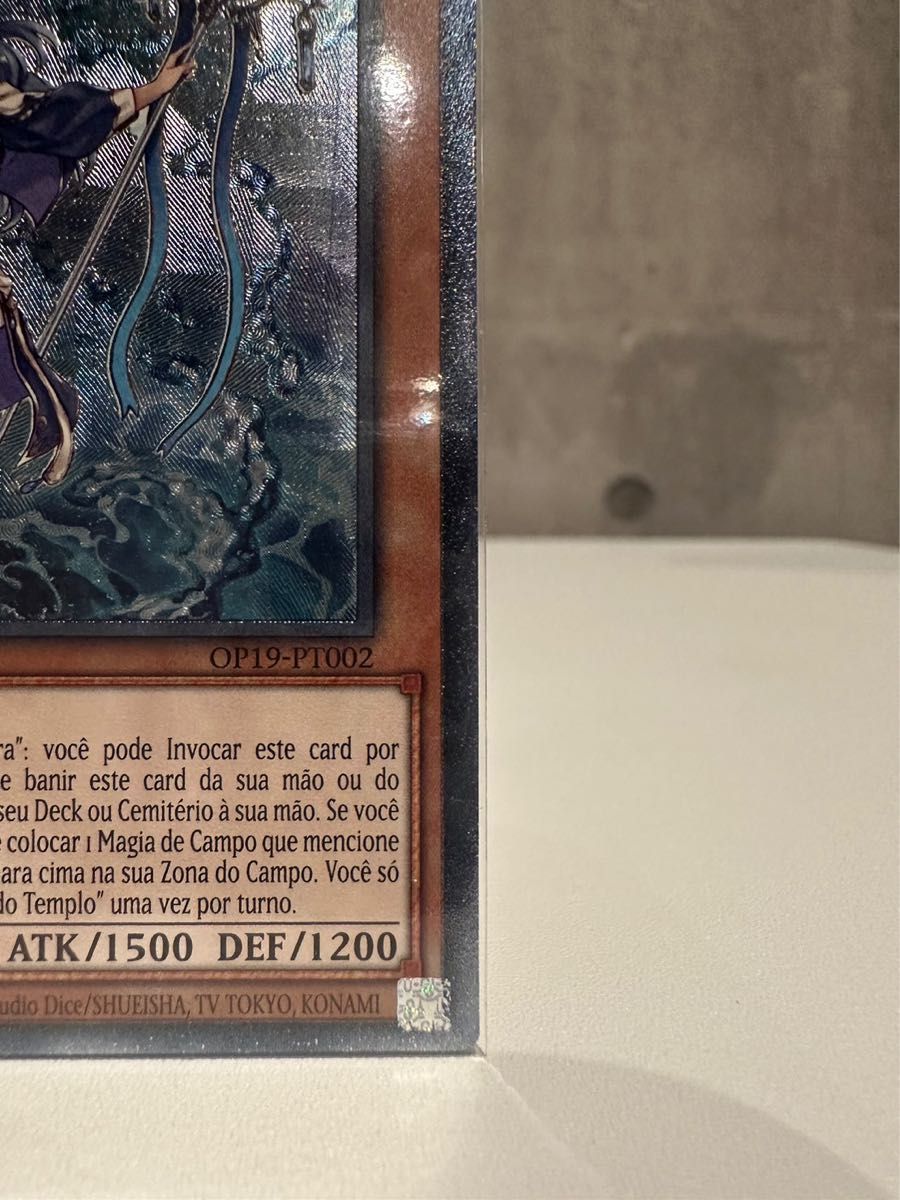 OP19-PT002
ra": você pode Invocar este card por
e banir este card da sua mão ou do
seu Deck ou Cemitério à sua mão. Se você
e colocar 1 Magia de Campo que mencione
para cima na sua Zona do Campo. Você só
do Templo" uma vez por turno.
ATK/1500 DEF/1200
udio Dice/SHUEISHA, TV TOKYO, KONAMI